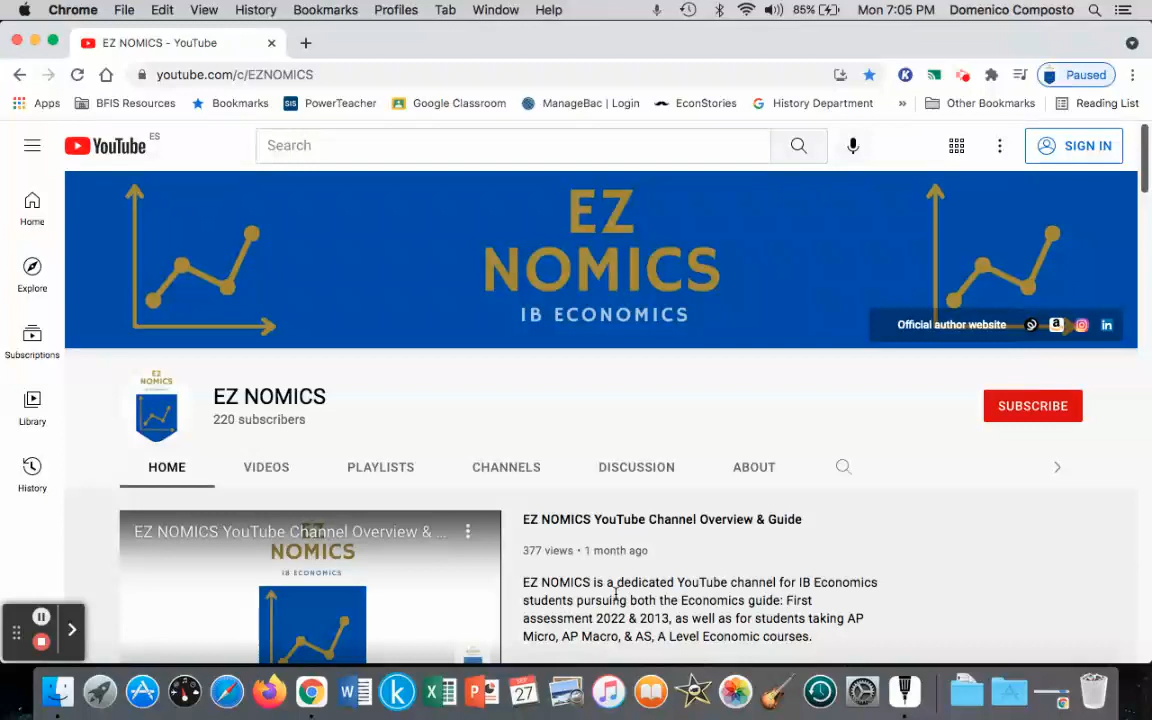 Chrome File Edit View History Bookmarks Profiles Tab Window Help 85% Mon 7:05 PM Domenico Composto
EZ NOMICS - YouTube
youtube.com/c/EZNOMICS Paused
Apps BFIS Resources Bookmarks SIS PowerTeacher Google Classroom ManageBac | Login EconStories History Department » Other Bookmarks Reading List
YouTube ES Search SIGN IN
EZ
NOMICS
IB ECONOMICS
Official author website
Home
Explore
Subscriptions
Library
History
EZ
NOMICS
EZ NOMICS
220 subscribers
SUBSCRIBE
HOME VIDEOS PLAYLISTS CHANNELS DISCUSSION ABOUT
EZ NOMICS YouTube Channel Overview & ...
NOMICS
IB ECONOMICS
EZ NOMICS YouTube Channel Overview & Guide
377 views • 1 month ago
EZ NOMICS is a dedicated YouTube channel for IB Economics
students pursuing both the Economics guide: First
assessment 2022 & 2013, as well as for students taking AP
Micro, AP Macro, & AS, A Level Economic courses.
SEP
27